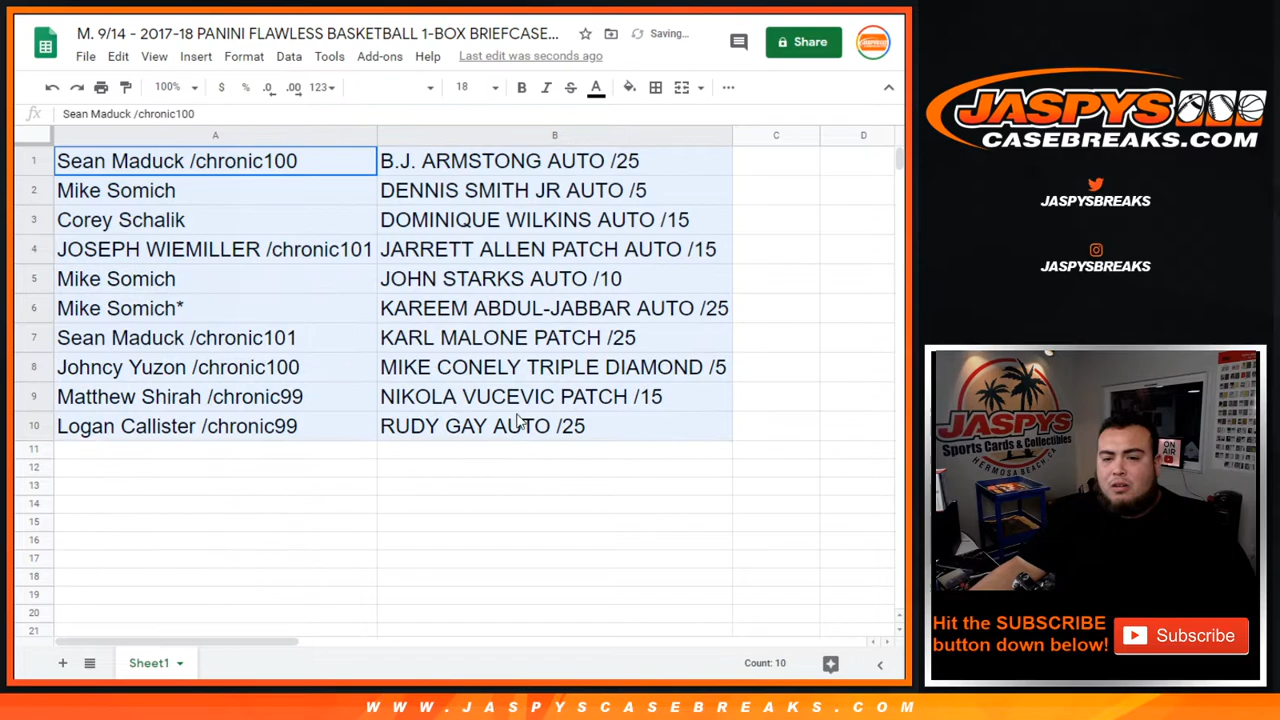 M. 9/14 - 2017-18 PANINI FLAWLESS BASKETBALL 1-BOX BRIEFCASE...
Saving...
Share
File Edit View Insert Format Data Tools Add-ons Help Last edit was seconds ago
100% $ % .0 .00 123 18 B I S A
fx Sean Maduck /chronic100
A B C D
1 Sean Maduck /chronic100 B.J. ARMSTONG AUTO /25
2 Mike Somich DENNIS SMITH JR AUTO /5
3 Corey Schalik DOMINIQUE WILKINS AUTO /15
4 JOSEPH WIEMILLER /chronic101 JARRETT ALLEN PATCH AUTO /15
5 Mike Somich JOHN STARKS AUTO /10
6 Mike Somich* KAREEM ABDUL-JABBAR AUTO /25
7 Sean Maduck /chronic101 KARL MALONE PATCH /25
8 Johncy Yuzon /chronic100 MIKE CONELY TRIPLE DIAMOND /5
9 Matthew Shirah /chronic99 NIKOLA VUCEVIC PATCH /15
10 Logan Callister /chronic99 RUDY GAY AUTO /25
11
12
13
14
15
16
17
18
19
20
21
Sheet1
Count: 10
JASPYS
CASEBREAKS.COM
JASPYSBREAKS
JASPYSBREAKS
JASPYS
Sports Cards & Collectibles
HERMOSA BEACH, CA
ON AIR
Hit the SUBSCRIBE
button down below!
Subscribe
WWW.JASPYSCASEBREAKS.COM